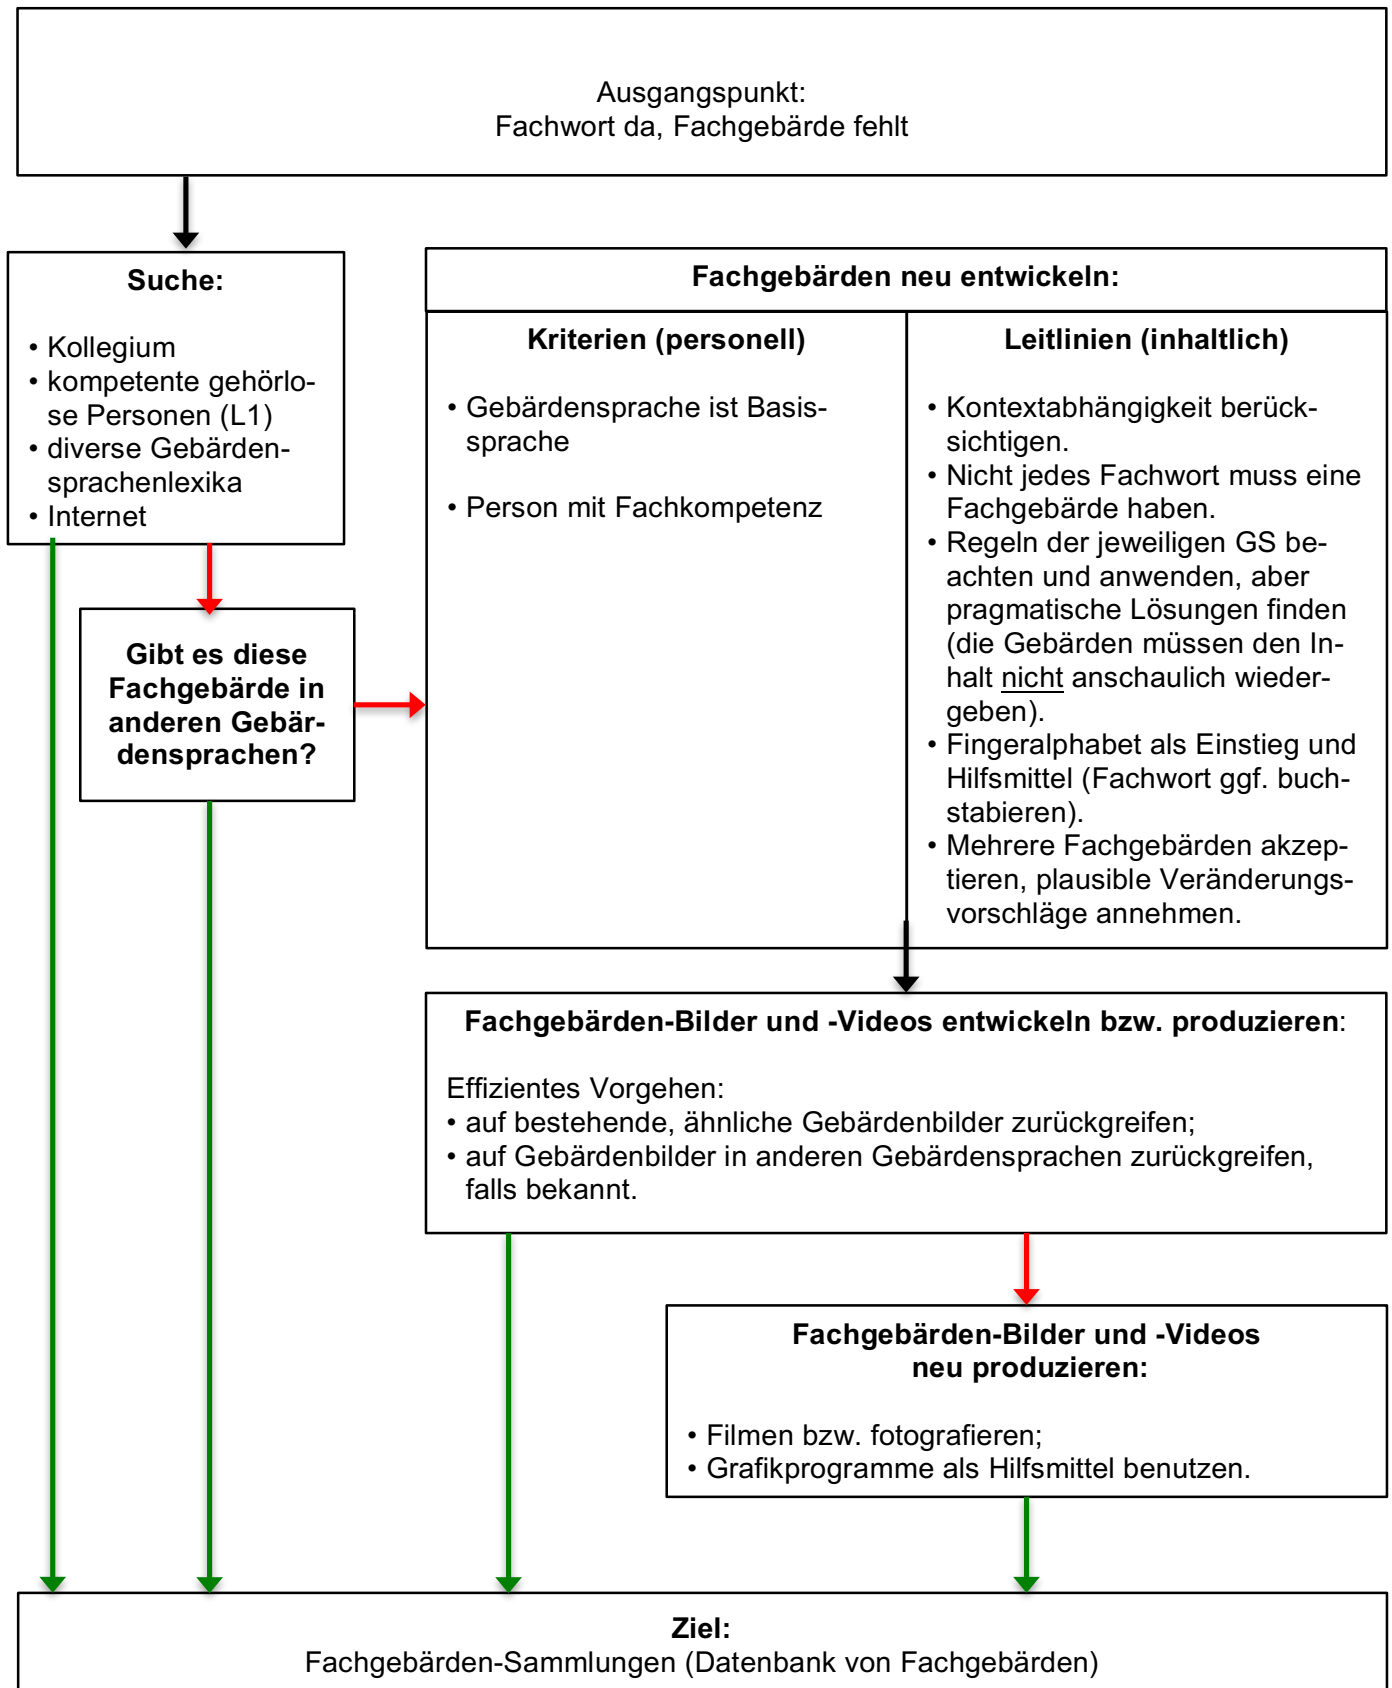 Ausgangspunkt:
Fachwort da, Fachgebärde fehlt
Suche:
• Kollegium
• kompetente gehörlo-
se Personen (L1)
• diverse Gebärden-
sprachenlexika
• Internet
Gibt es diese
Fachgebärde in
anderen Gebär-
densprachen?
Fachgebärden neu entwickeln:
Kriterien (personell)
• Gebärdensprache ist Basis-
sprache
• Person mit Fachkompetenz
Leitlinien (inhaltlich)
• Kontextabhängigkeit berück-
sichtigen.
• Nicht jedes Fachwort muss eine
Fachgebärde haben.
• Regeln der jeweiligen GS be-
achten und anwenden, aber
pragmatische Lösungen finden
(die Gebärden müssen den In-
halt nicht anschaulich wieder-
geben).
• Fingeralphabet als Einstieg und
Hilfsmittel (Fachwort ggf. buch-
stabieren).
• Mehrere Fachgebärden akzep-
tieren, plausible Veränderungs-
vorschläge annehmen.
Fachgebärden-Bilder und -Videos entwickeln bzw. produzieren:
Effizientes Vorgehen:
• auf bestehende, ähnliche Gebärdenbilder zurückgreifen;
• auf Gebärdenbilder in anderen Gebärdensprachen zurückgreifen,
falls bekannt.
Fachgebärden-Bilder und -Videos
neu produzieren:
• Filmen bzw. fotografieren;
• Grafikprogramme als Hilfsmittel benutzen.
Ziel:
Fachgebärden-Sammlungen (Datenbank von Fachgebärden)